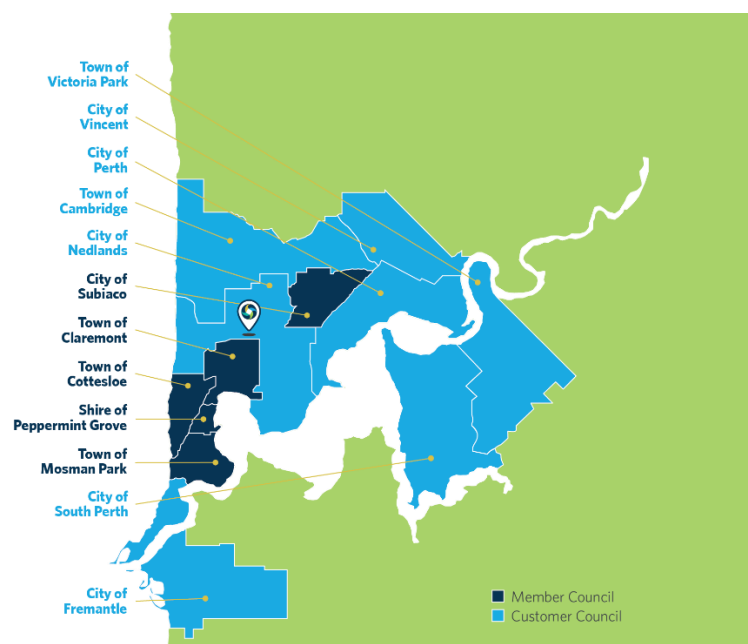 Town of
Victoria Park
City of
Vincent
City of
Perth
Town of
Cambridge
City of
Nedlands
City of
Subiaco
Town of
Claremont
Town of
Cottesloe
Shire of
Peppermint Grove
Town of
Mosman Park
City of
South Perth
City of
Fremantle
Member Council
Customer Council